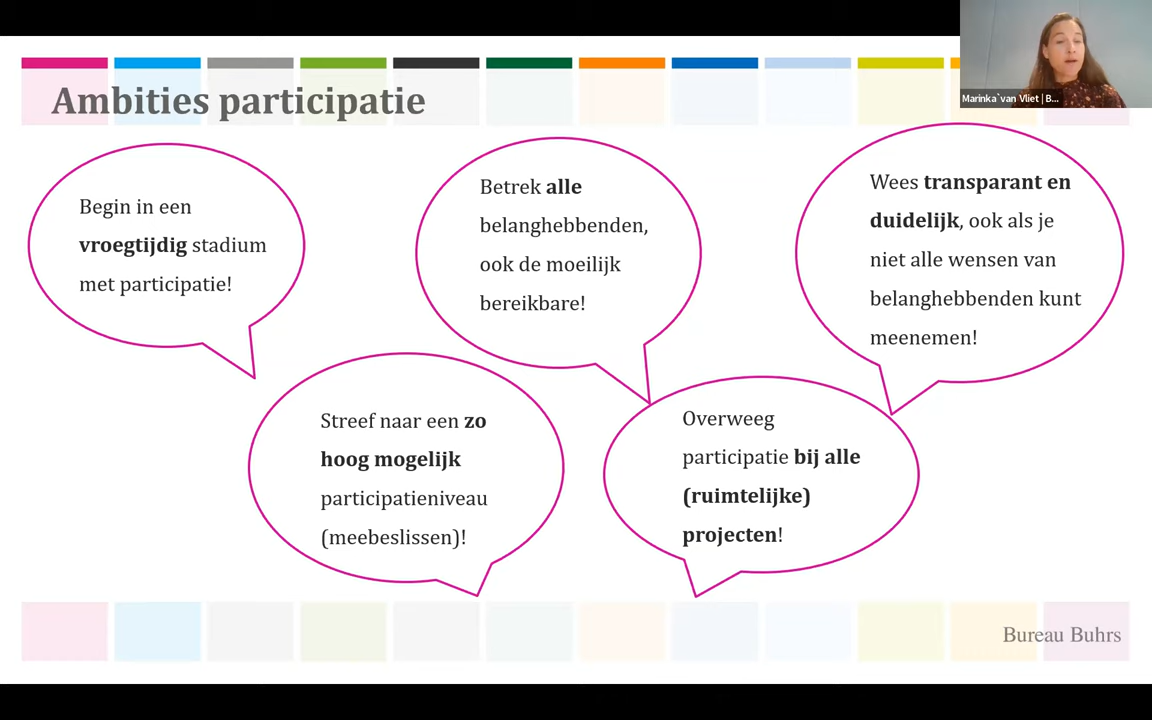 Ambities participatie
Marinka van Vliet | B...
Begin in een
vroegtijdig stadium
met participatie!
Betrek alle
belanghebbenden,
ook de moeilijk
bereikbare!
Wees transparant en
duidelijk, ook als je
niet alle wensen van
belanghebbenden kunt
meenemen!
Streef naar een zo
hoog mogelijk
participatieniveau
(meebeslissen)!
Overweeg
participatie bij alle
(ruimtelijke)
projecten!
Bureau Buhrs